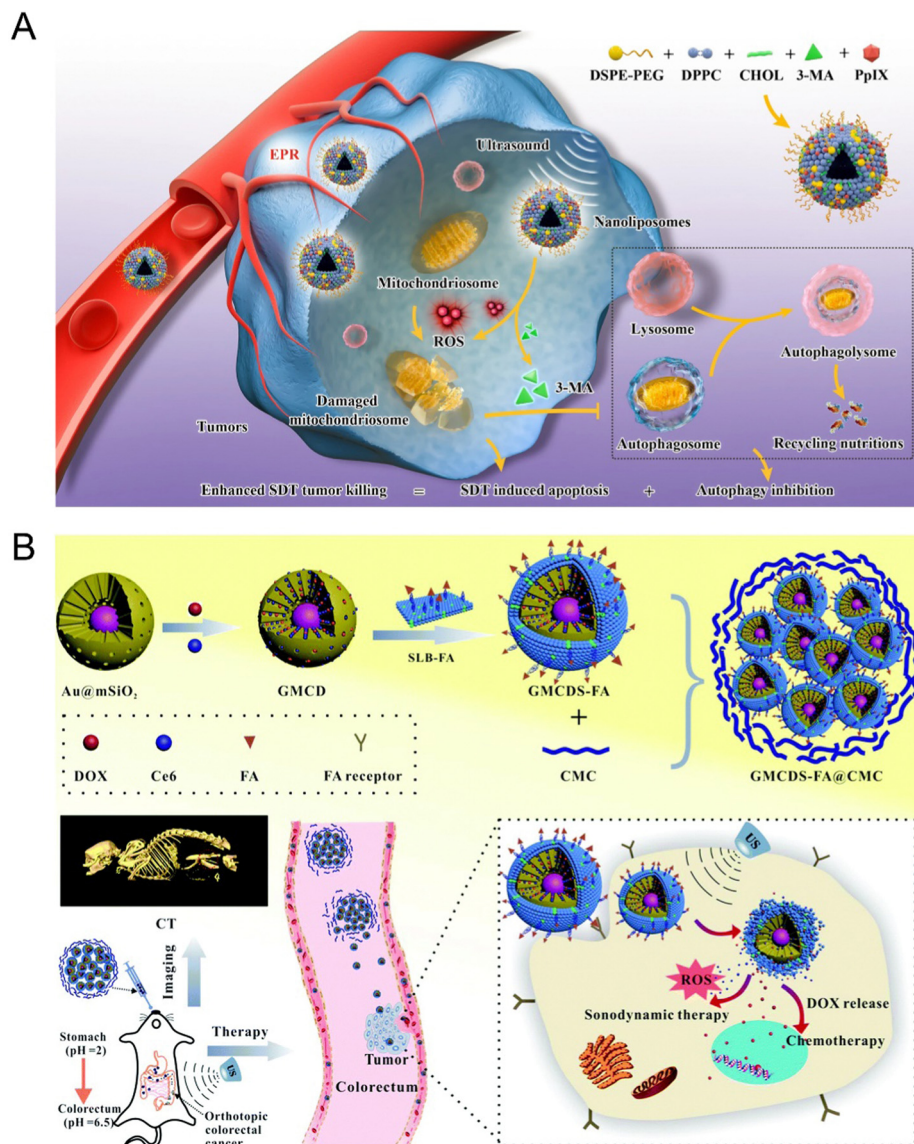 A
DSPE-PEG + DPPC + CHOL + 3-MA + PpIX
EPR
Ultrasound
Nanoliposomes
Mitochondriosome
ROS
Lysosome
Autophagolysome
3-MA
Damaged
mitochondriosome
Tumors
Autophagosome
Recycling nutritions
Enhanced SDT tumor killing = SDT induced apoptosis + Autophagy inhibition
B
Au@mSiO₂
GMCD
SLB-FA
GMCDS-FA
+
CMC
GMCDS-FA@CMC
DOX
Ce6
FA
FA receptor
CT
Imaging
Stomach
(pH =2)
Colorectum
(pH =6.5)
Therapy
US
Orthotopic
colorectal
cancer
Tumor
Colorectum
US
ROS
Sonodynamic therapy
DOX release
Chemotherapy